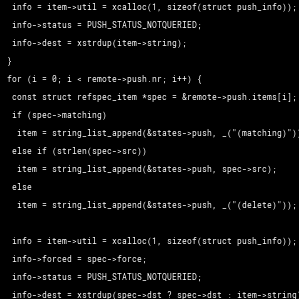 info = item->util = xcalloc(1, sizeof(struct push_info));
info->status = PUSH_STATUS_NOTQUERIED;
info->dest = xstrdup(item->string);
}
for (i = 0; i < remote->push.nr; i++) {
const struct refspec_item *spec = &remote->push.items[i];
if (spec->matching)
item = string_list_append(&states->push, _("(matching)"))
else if (strlen(spec->src))
item = string_list_append(&states->push, spec->src);
else
item = string_list_append(&states->push, _("(delete)"));
info = item->util = xcalloc(1, sizeof(struct push_info));
info->forced = spec->force;
info->status = PUSH_STATUS_NOTQUERIED;
info->dest = xstrdup(spec->dst ? spec->dst : item->string